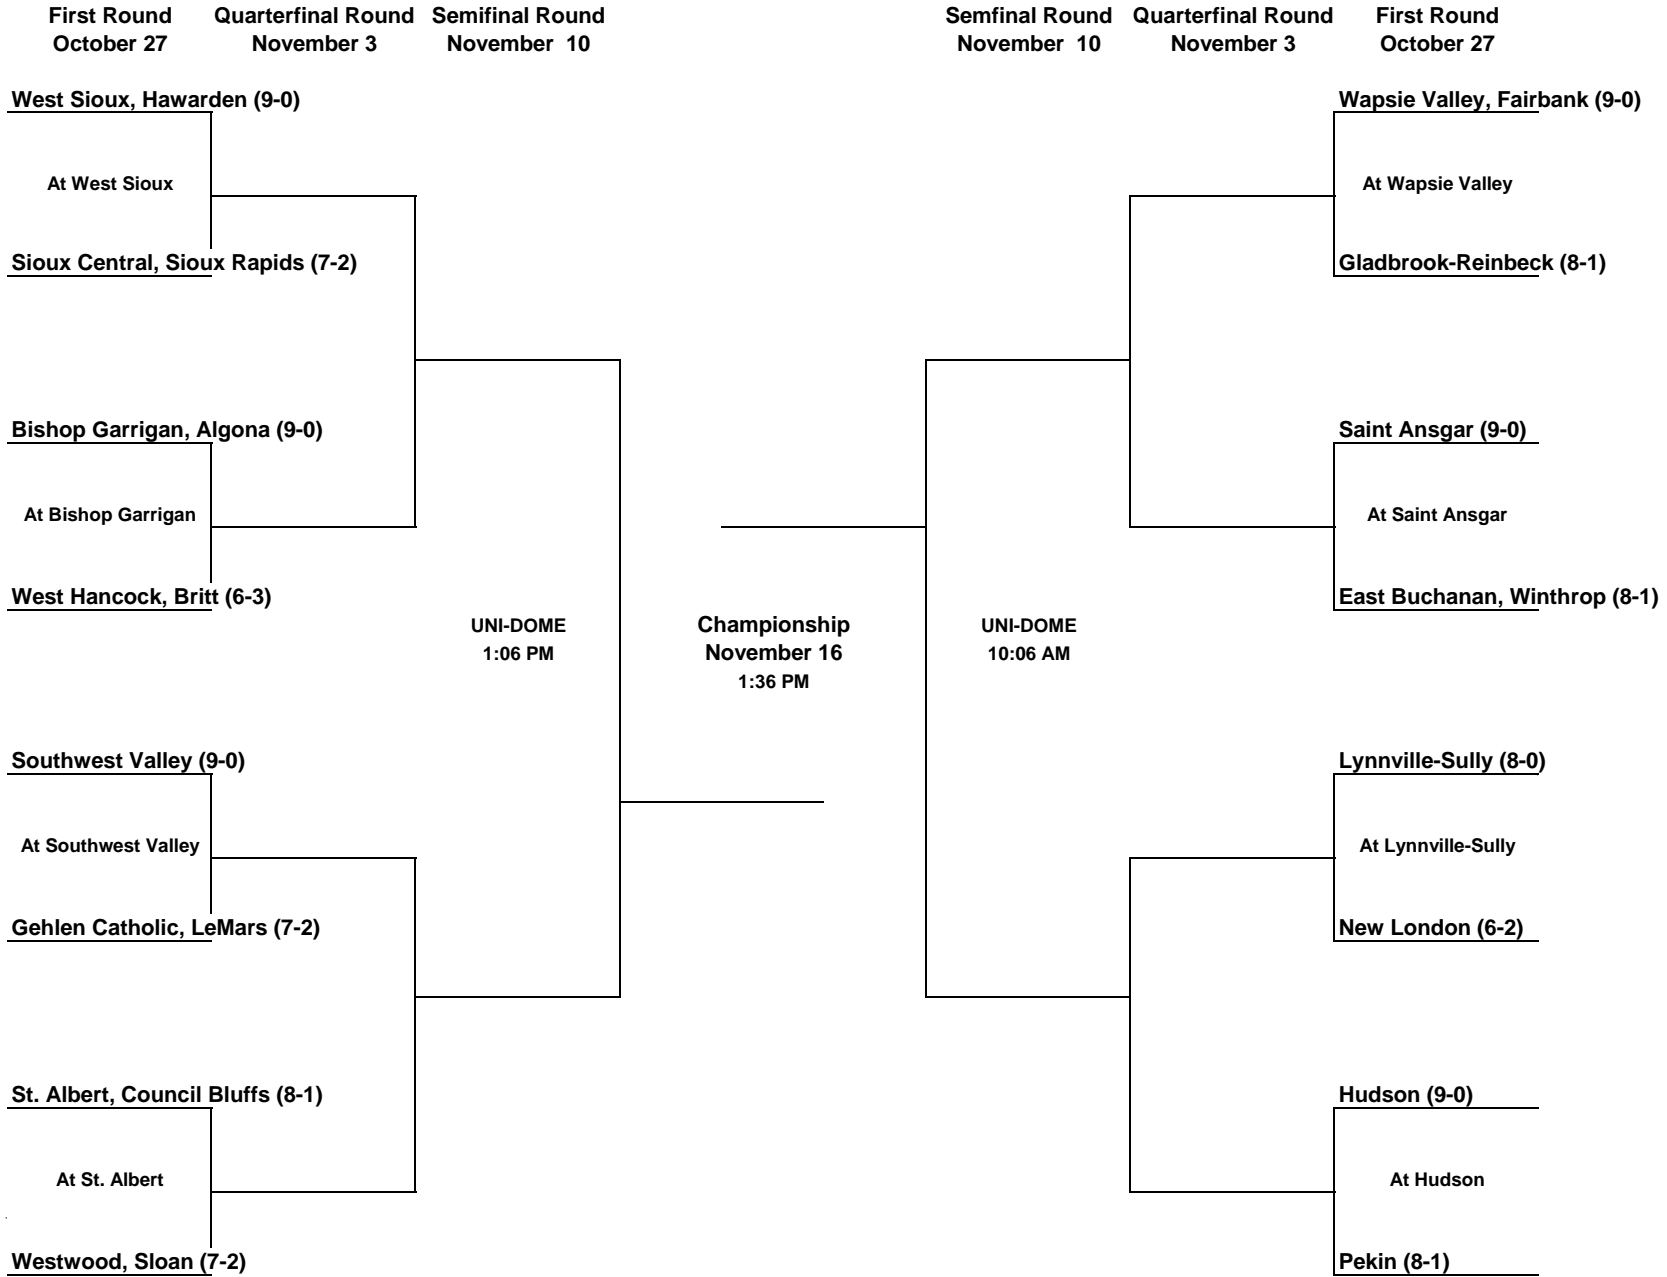 First Round
October 27
Quarterfinal Round
November 3
Semifinal Round
November 10
Semfinal Round
November 10
Quarterfinal Round
November 3
First Round
October 27
West Sioux, Hawarden (9-0)
At West Sioux
Sioux Central, Sioux Rapids (7-2)
Bishop Garrigan, Algona (9-0)
At Bishop Garrigan
West Hancock, Britt (6-3)
UNI-DOME
1:06 PM
Southwest Valley (9-0)
At Southwest Valley
Gehlen Catholic, LeMars (7-2)
St. Albert, Council Bluffs (8-1)
At St. Albert
Westwood, Sloan (7-2)
Championship
November 16
1:36 PM
Wapsie Valley, Fairbank (9-0)
At Wapsie Valley
Gladbrook-Reinbeck (8-1)
Saint Ansgar (9-0)
At Saint Ansgar
East Buchanan, Winthrop (8-1)
UNI-DOME
10:06 AM
Lynnville-Sully (8-0)
At Lynnville-Sully
New London (6-2)
Hudson (9-0)
At Hudson
Pekin (8-1)